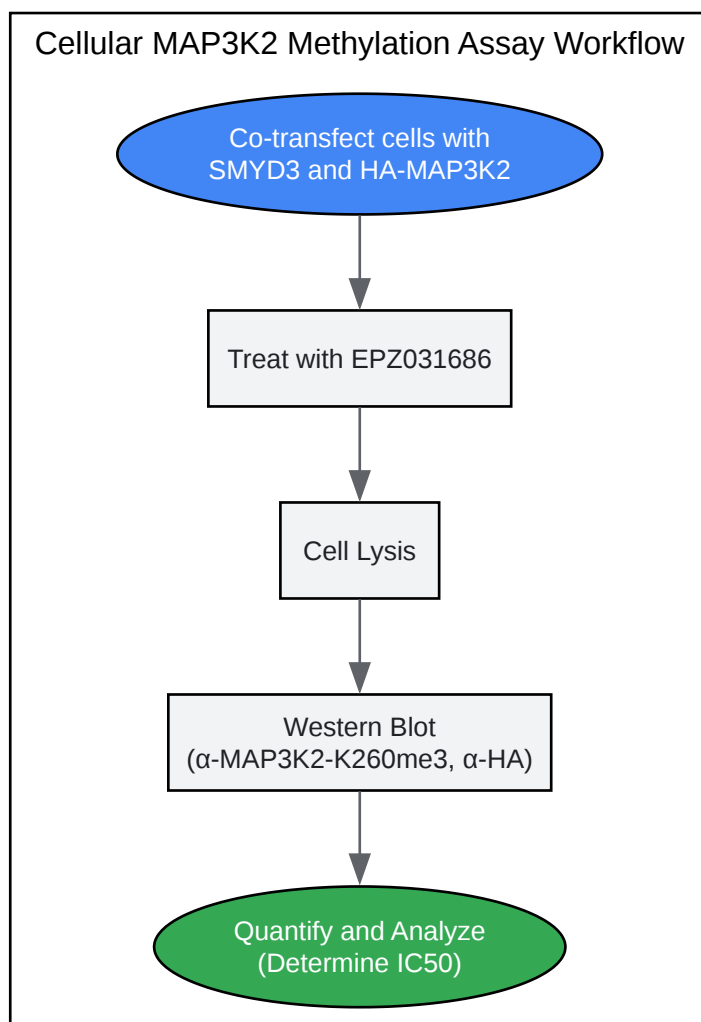 Cellular MAP3K2 Methylation Assay Workflow
Co-transfect cells with
SMYD3 and HA-MAP3K2
Treat with EPZ031686
Cell Lysis
Western Blot
(α-MAP3K2-K260me3, α-HA)
Quantify and Analyze
(Determine IC50)